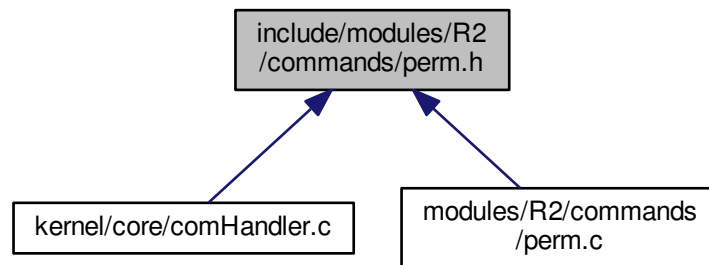 include/modules/R2
/commands/perm.h
kernel/core/comHandler.c
modules/R2/commands
/perm.c